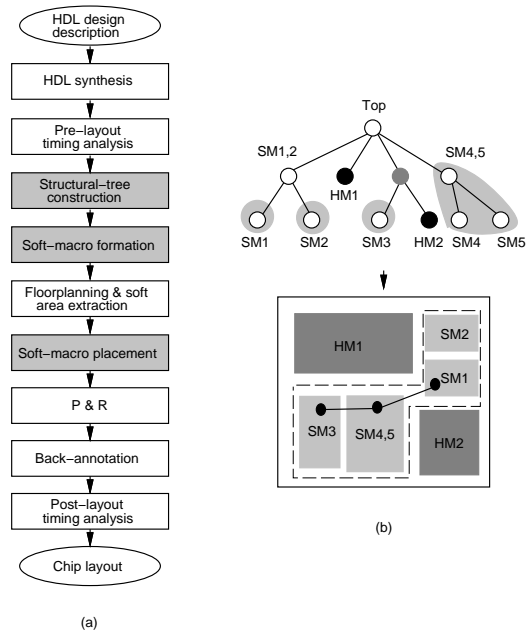 HDL design
description
HDL synthesis
Pre−layout
timing analysis
Structural−tree
construction
Soft−macro formation
Floorplanning & soft
area extraction
Soft−macro placement
P & R
Back−annotation
Post−layout
timing analysis
Chip layout
(a)
Top
SM1,2
SM4,5
HM1
SM1
SM2
SM3
HM2
SM4
SM5
HM1
SM2
SM1
SM3
SM4,5
HM2
(b)